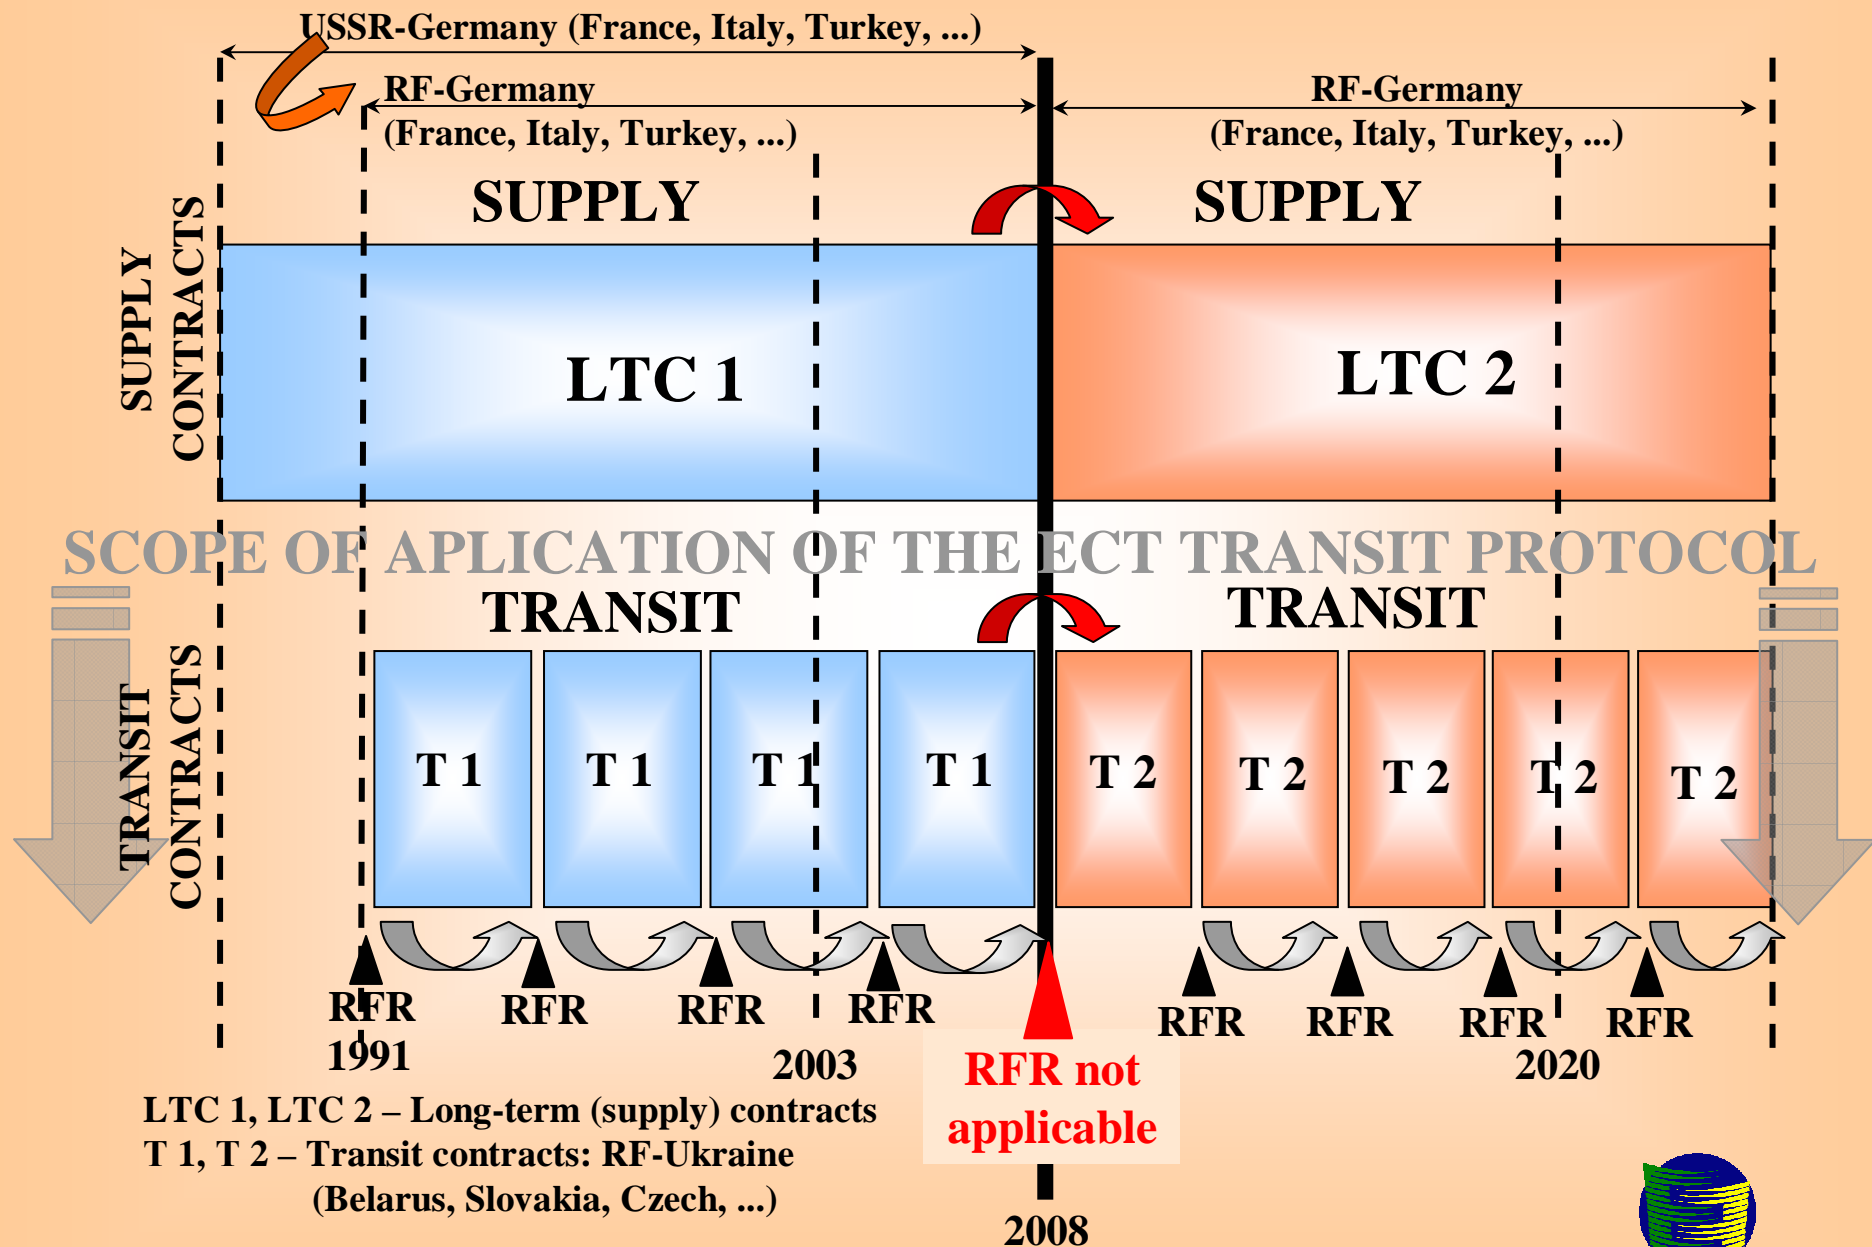 USSR-Germany (France, Italy, Turkey, ...)
RF-Germany
(France, Italy, Turkey, ...)
RF-Germany
(France, Italy, Turkey, ...)
SUPPLY
SUPPLY
SUPPLY
CONTRACTS
LTC 1
LTC 2
SCOPE OF APLICATION OF THE ECT TRANSIT PROTOCOL
TRANSIT
TRANSIT
TRANSIT
CONTRACTS
T 1
T 1
T 1
T 1
T 2
T 2
T 2
T 2
T 2
RFR
RFR
RFR
RFR
RFR
RFR
RFR
RFR
1991
2003
2020
RFR not
applicable
LTC 1, LTC 2 – Long-term (supply) contracts
T 1, T 2 – Transit contracts: RF-Ukraine
(Belarus, Slovakia, Czech, ...)
2008